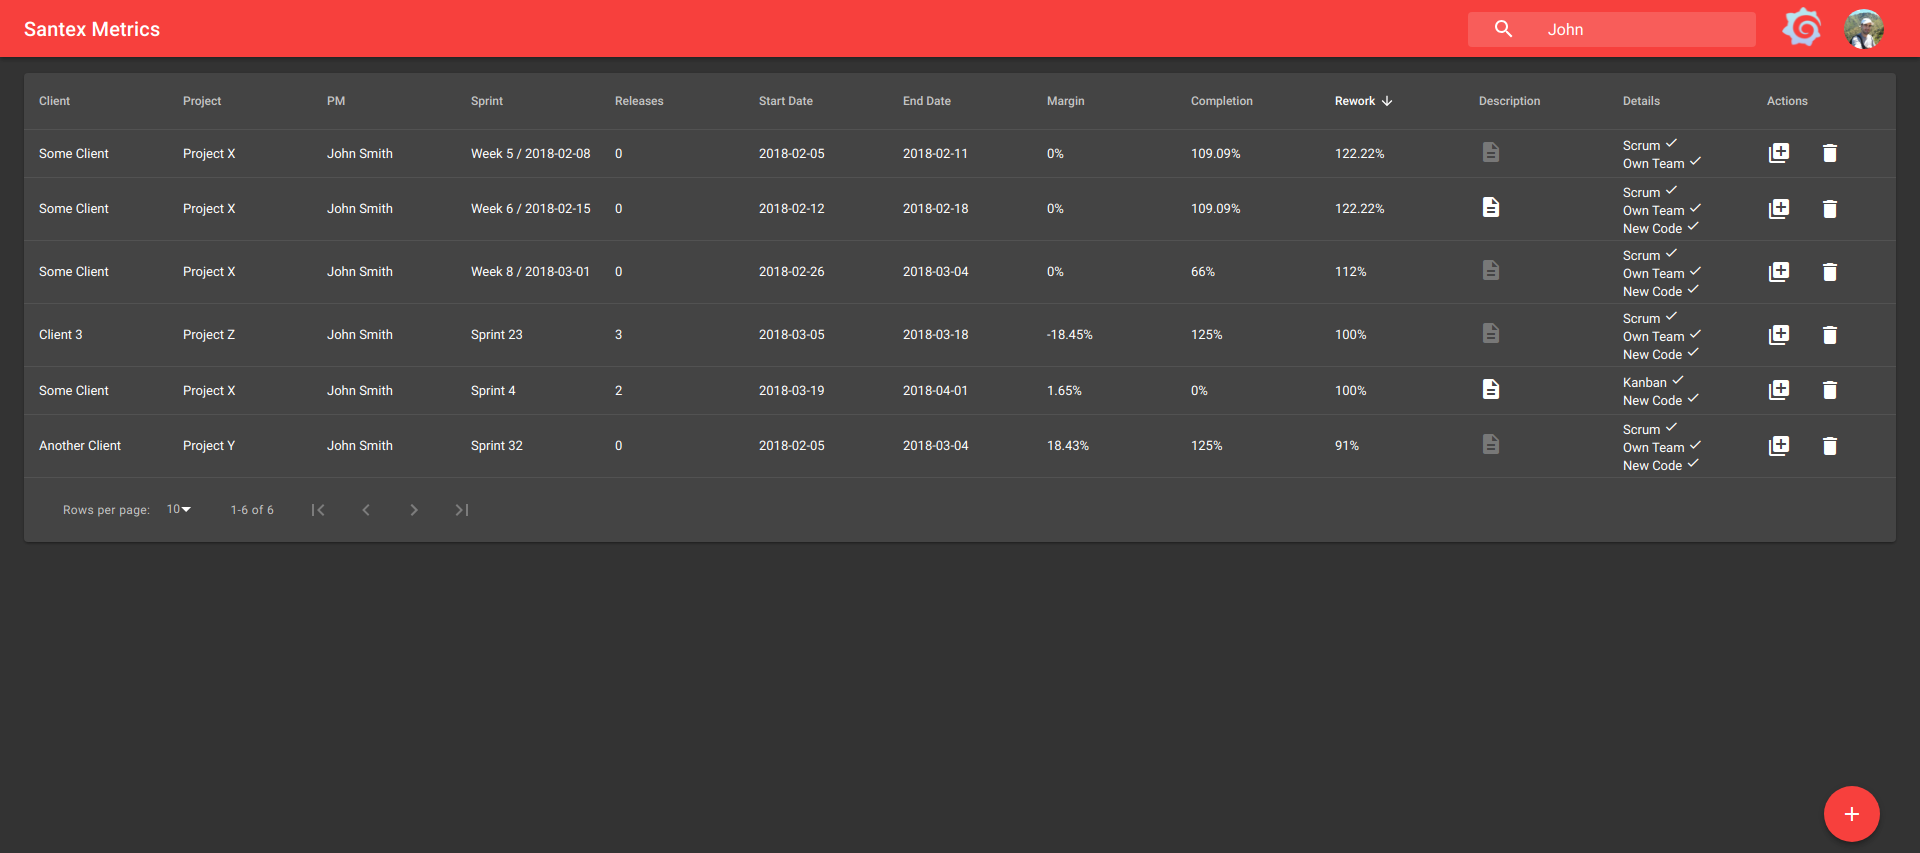 Santex Metrics
John
Client Project PM Sprint Releases Start Date End Date Margin Completion Rework Description Details Actions
Some Client Project X John Smith Week 5 / 2018-02-08 0 2018-02-05 2018-02-11 0% 109.09% 122.22% Scrum
Own Team
Some Client Project X John Smith Week 6 / 2018-02-15 0 2018-02-12 2018-02-18 0% 109.09% 122.22% Scrum
Own Team
New Code
Some Client Project X John Smith Week 8 / 2018-03-01 0 2018-02-26 2018-03-04 0% 66% 112% Scrum
Own Team
New Code
Client 3 Project Z John Smith Sprint 23 3 2018-03-05 2018-03-18 -18.45% 125% 100% Scrum
Own Team
New Code
Some Client Project X John Smith Sprint 4 2 2018-03-19 2018-04-01 1.65% 0% 100% Kanban
New Code
Another Client Project Y John Smith Sprint 32 0 2018-02-05 2018-03-04 18.43% 125% 91% Scrum
Own Team
New Code
Rows per page: 10 1-6 of 6